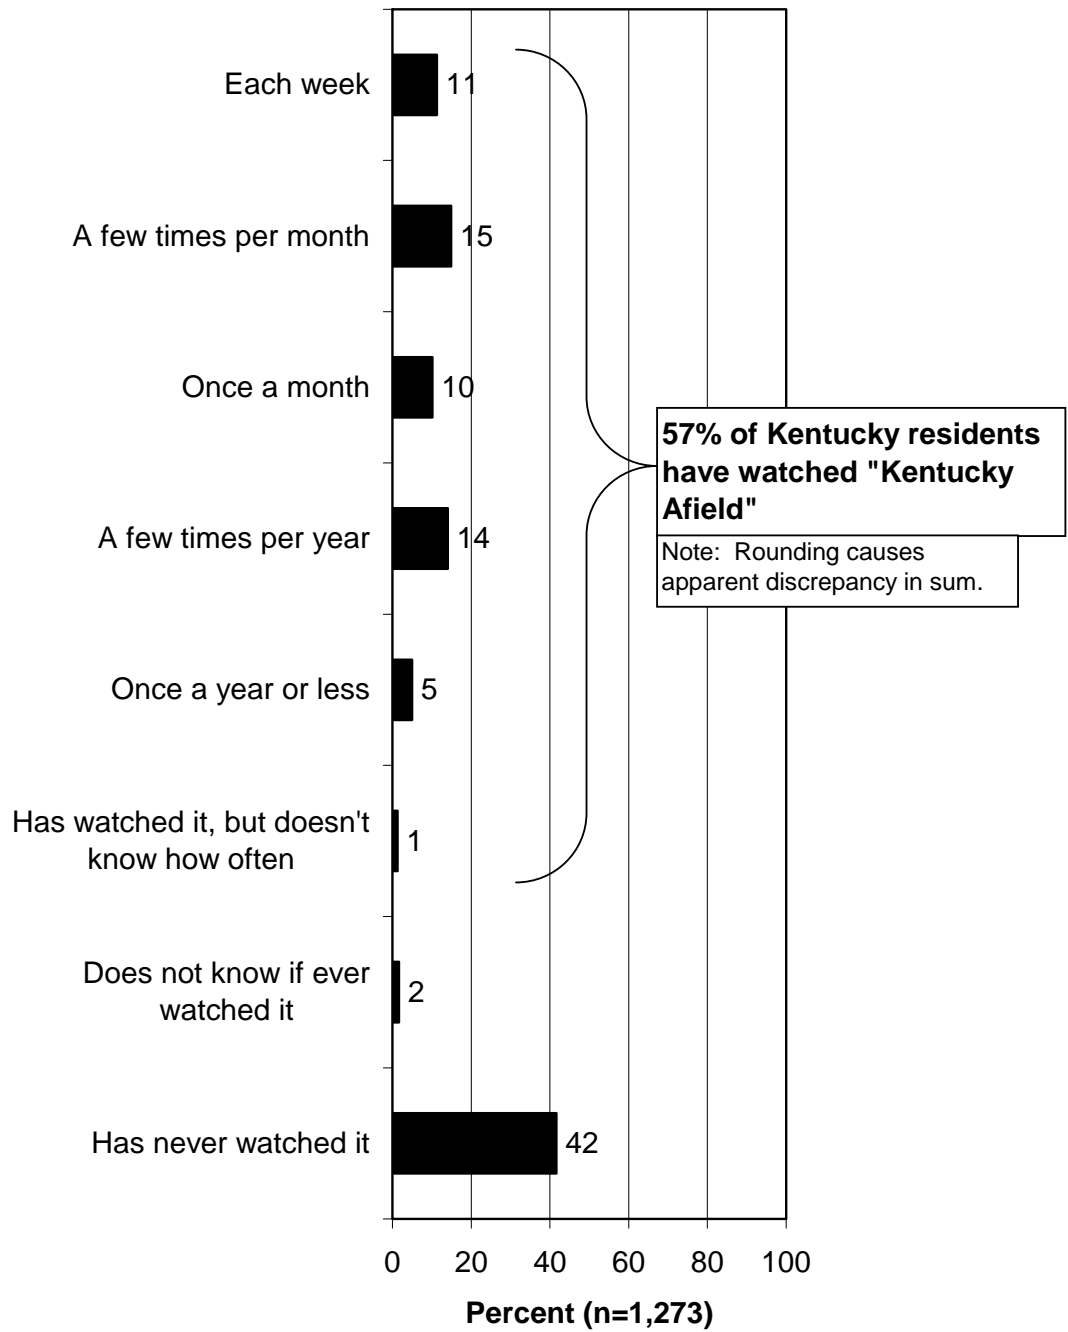 Each week
11
A few times per month
15
Once a month
10
57% of Kentucky residents
have watched "Kentucky
Afield"
Note:  Rounding causes
apparent discrepancy in sum.
A few times per year
14
Once a year or less
5
Has watched it, but doesn't
know how often
1
Does not know if ever
watched it
2
Has never watched it
42
0 20 40 60 80 100
Percent (n=1,273)